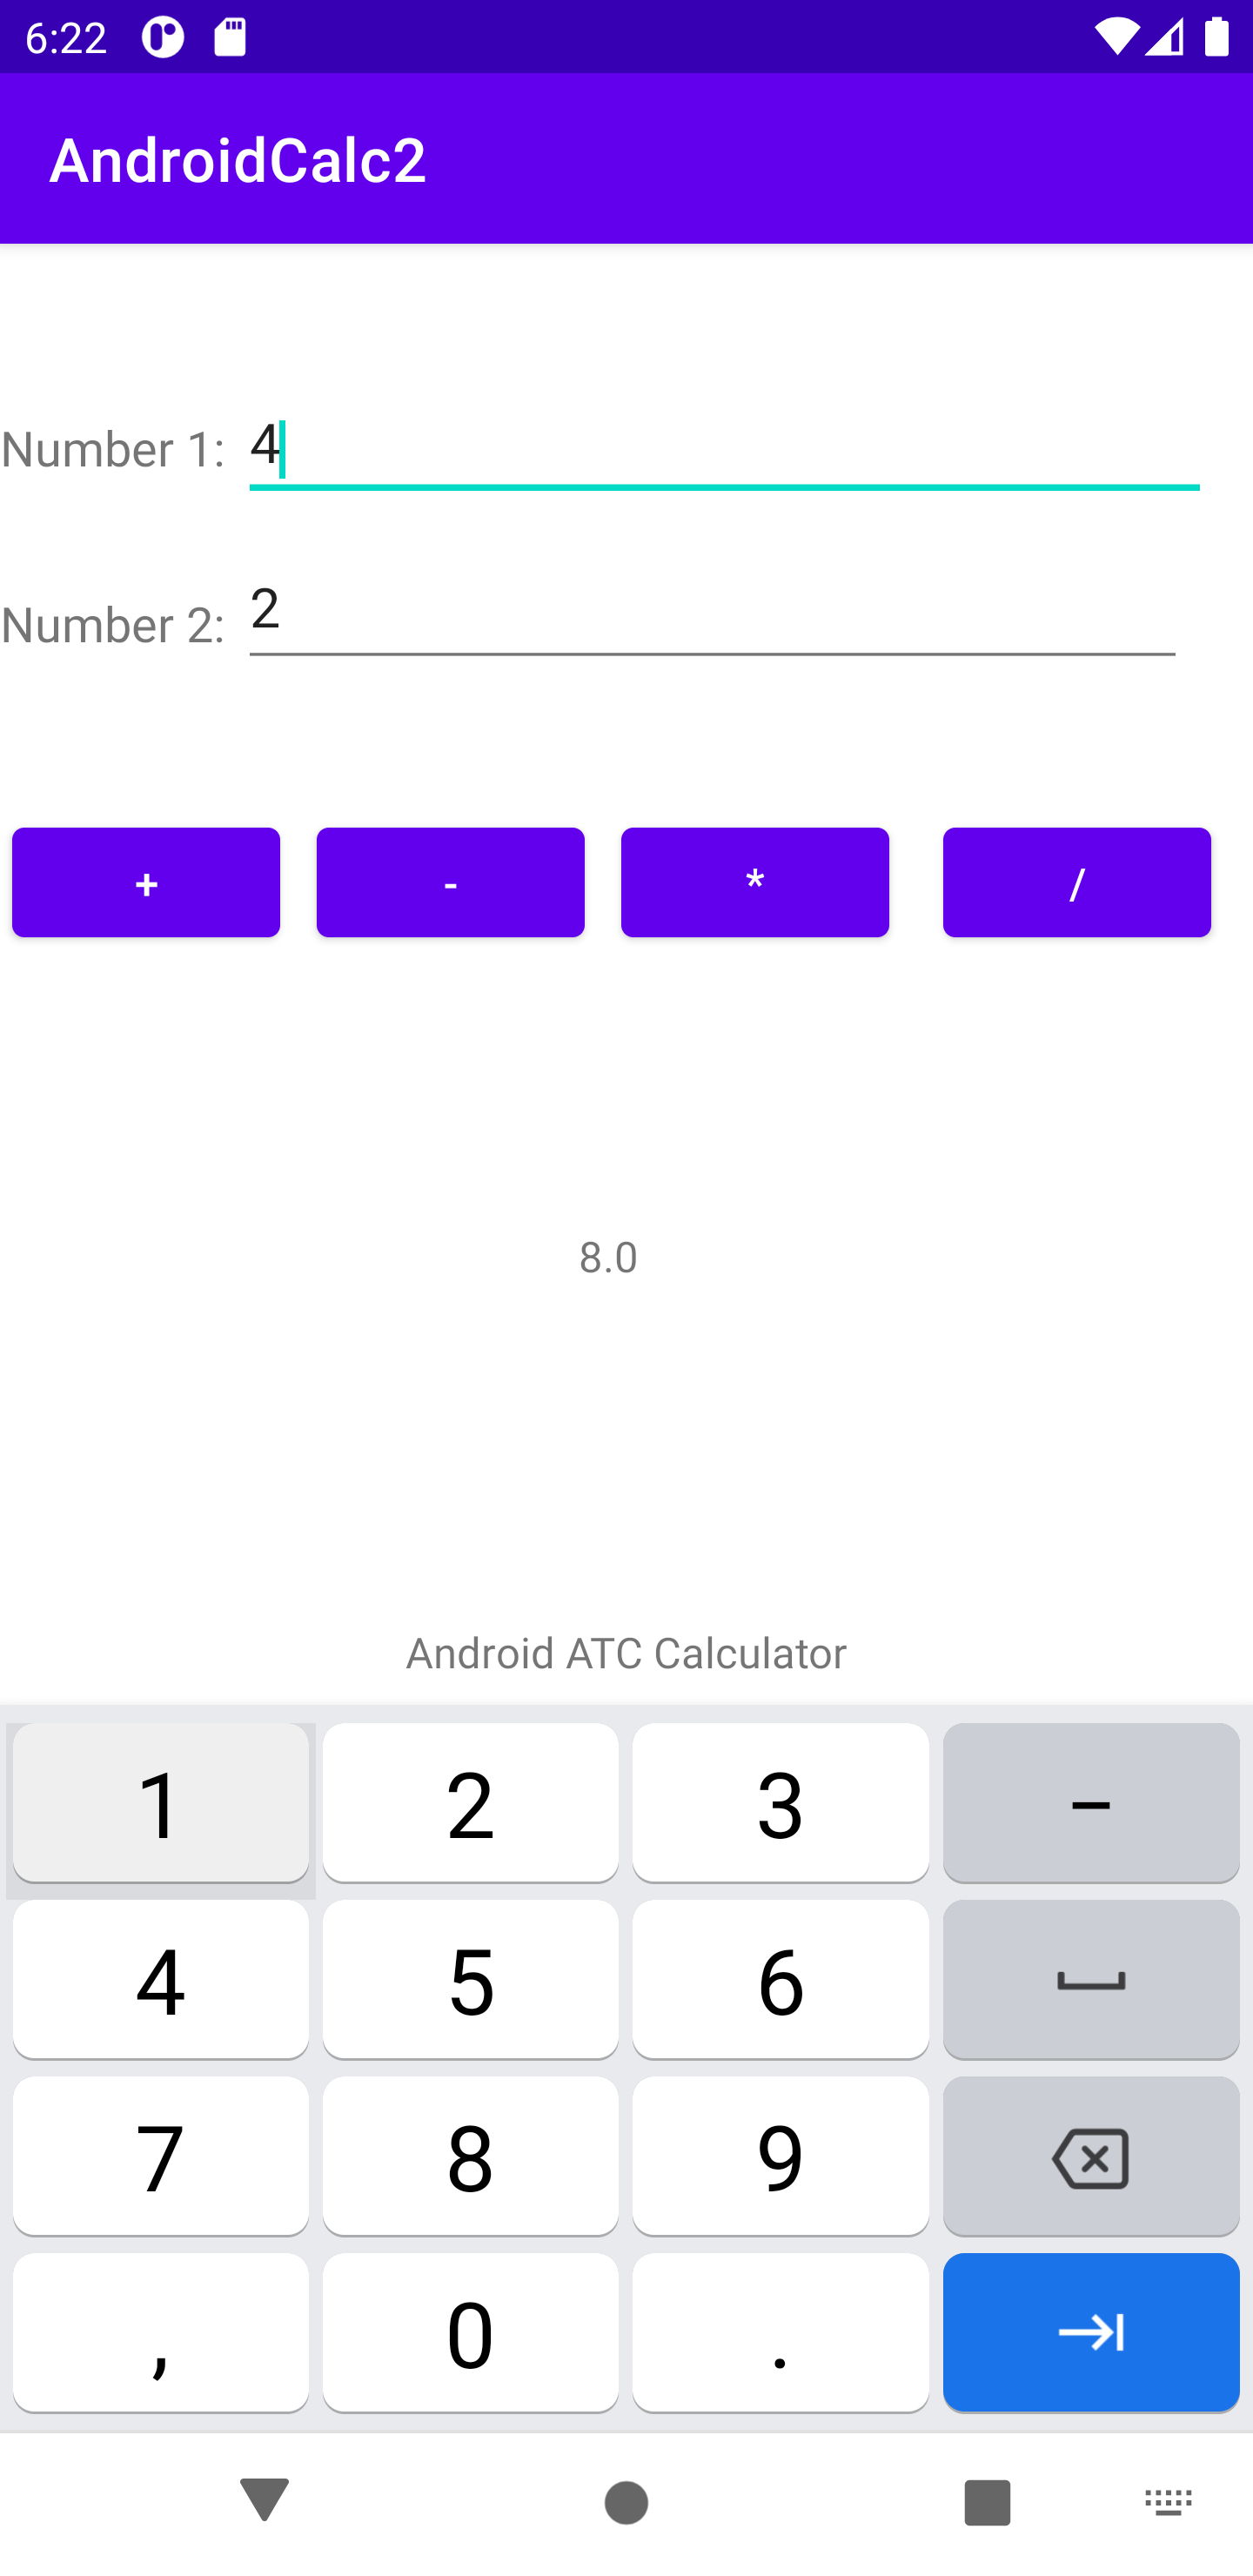 6:22
AndroidCalc2
Number 1: 4
Number 2: 2
+ - * /
8.0
Android ATC Calculator
1 2 3 –
4 5 6
7 8 9
, 0 .